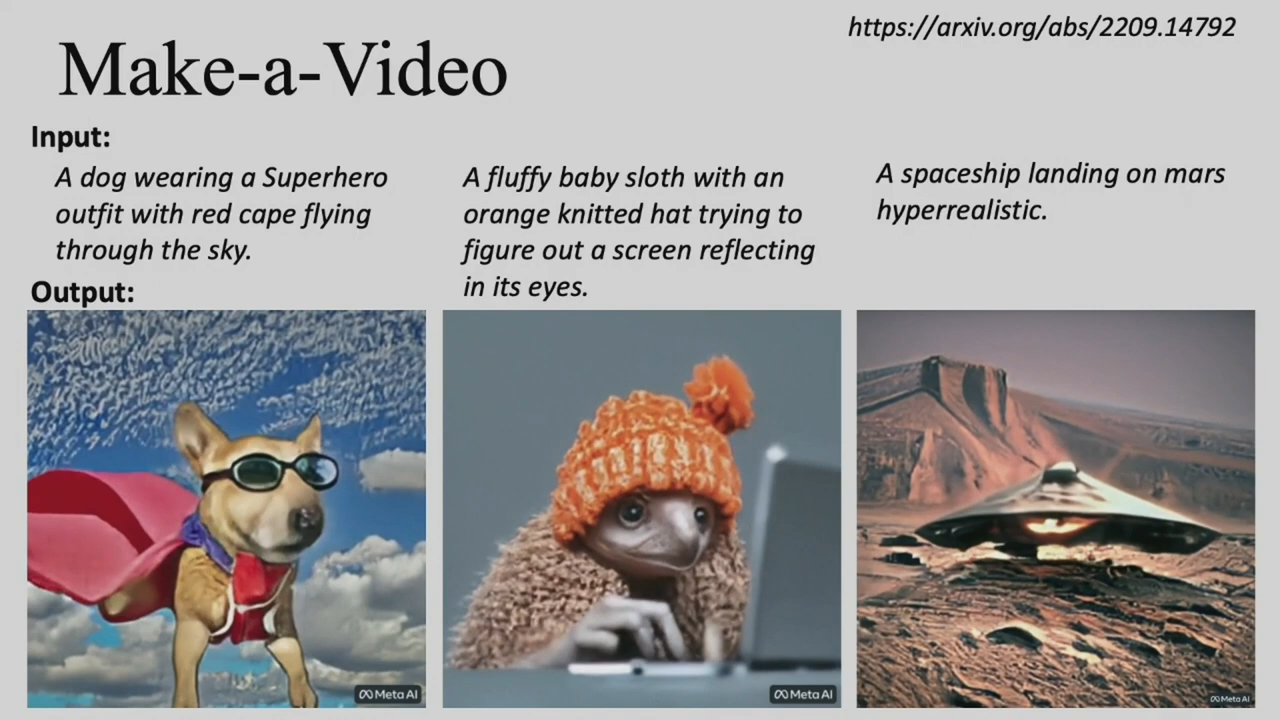 https://arxiv.org/abs/2209.14792
Make-a-Video
Input:
A dog wearing a Superhero
outfit with red cape flying
through the sky.
A fluffy baby sloth with an
orange knitted hat trying to
figure out a screen reflecting
in its eyes.
A spaceship landing on mars
hyperrealistic.
Output:
Meta AI
Meta AI
Meta AI